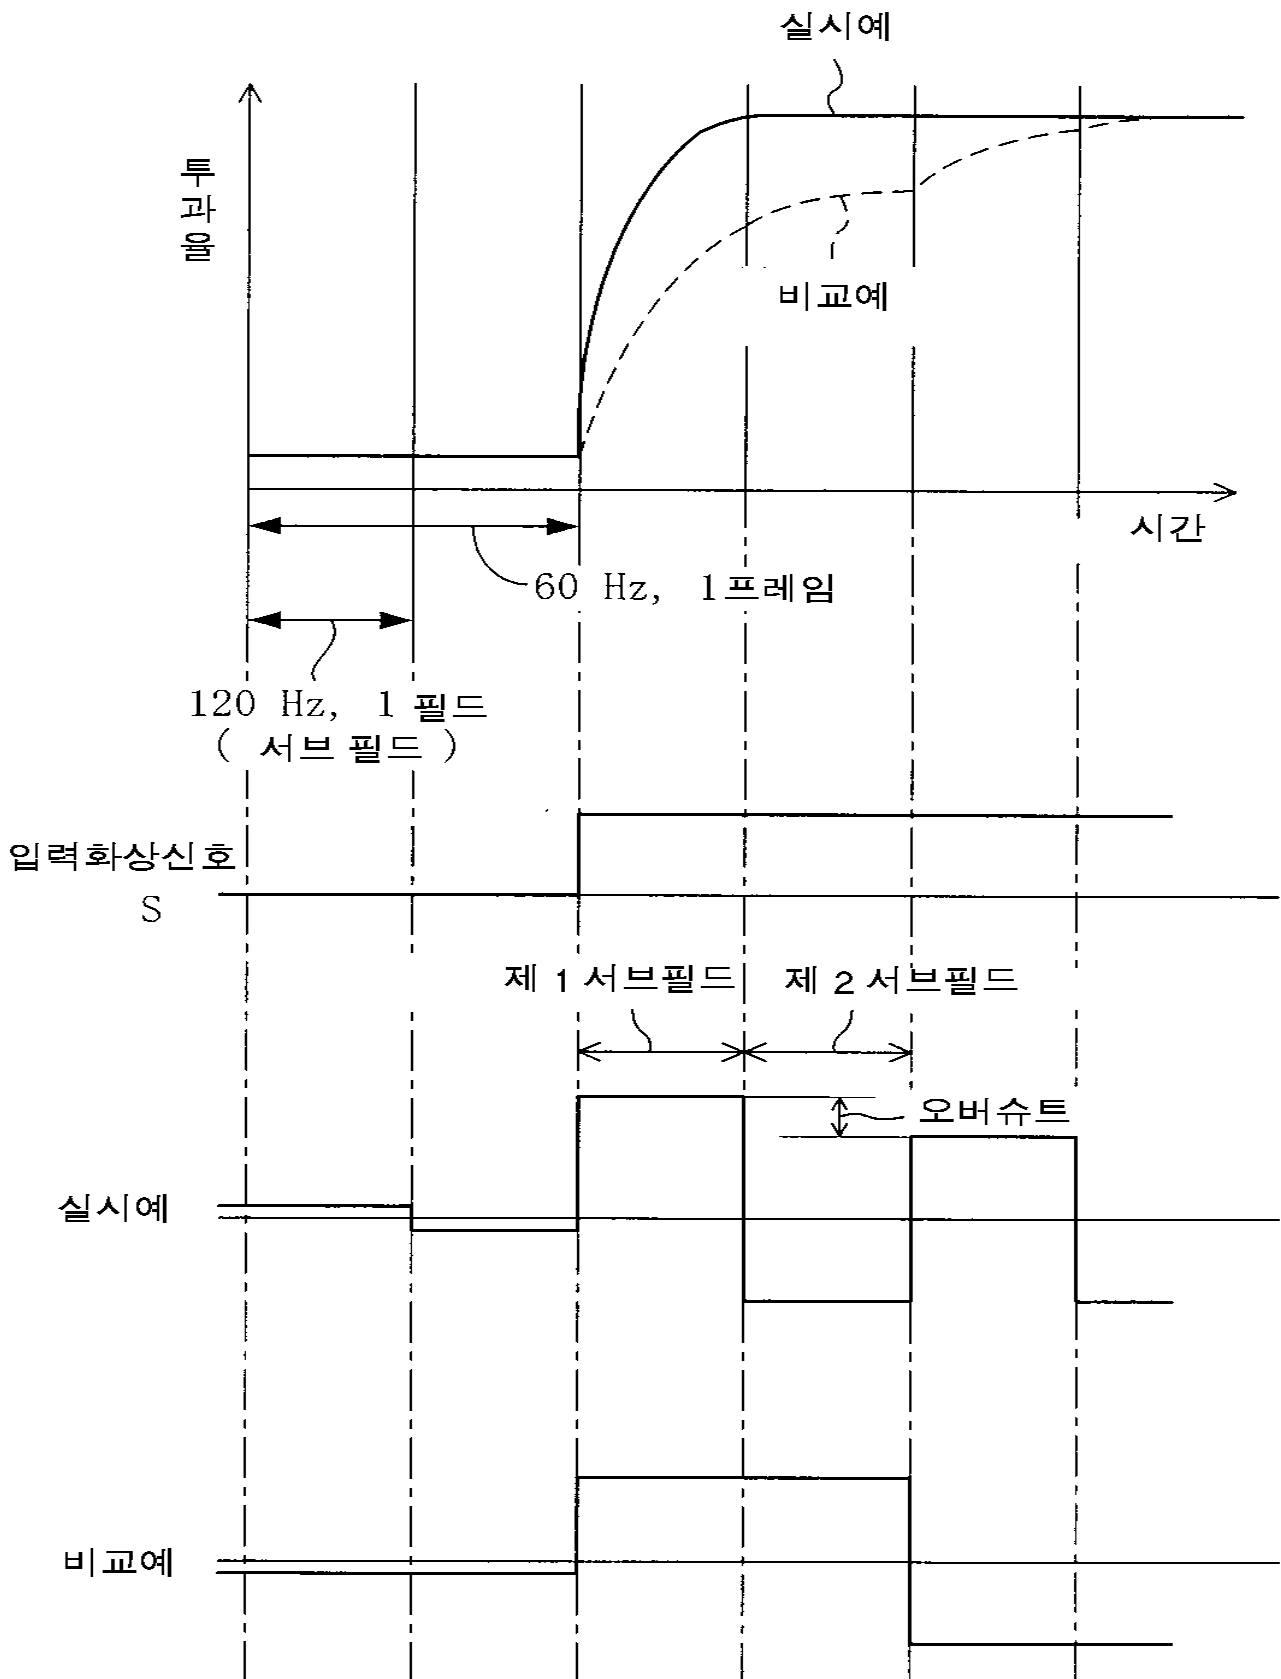 실시예
투과율
비교예
시간
60 Hz, 1프레임
120 Hz, 1 필드
( 서브 필드 )
입력화상신호
S
제 1 서브필드
제 2 서브필드
오버슈트
실시예
비교예